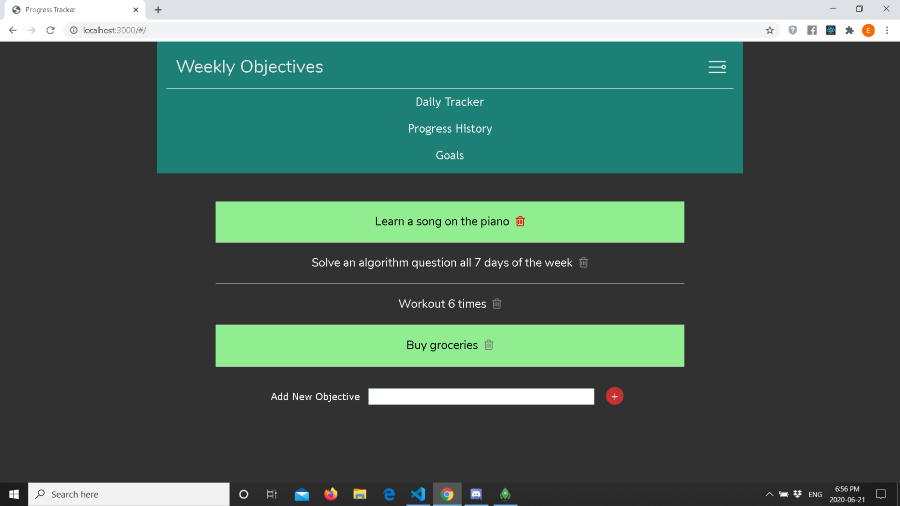 Progress Tracker
localhost:3000/#/
E
Weekly Objectives
Daily Tracker
Progress History
Goals
Learn a song on the piano
Solve an algorithm question all 7 days of the week
Workout 6 times
Buy groceries
Add New Objective
+
Search here
ENG
6:56 PM
2020-06-21